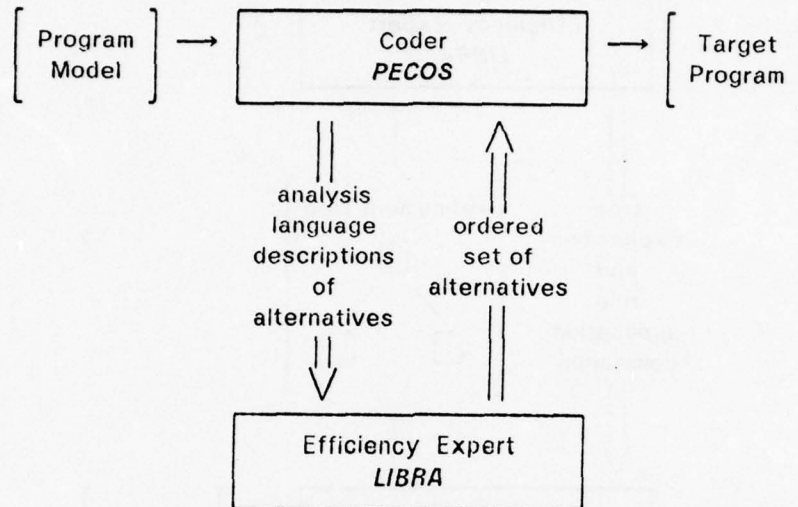 Program
Model
Coder
PECOS
Target
Program
analysis
language
descriptions
of
alternatives
ordered
set of
alternatives
Efficiency Expert
LIBRA